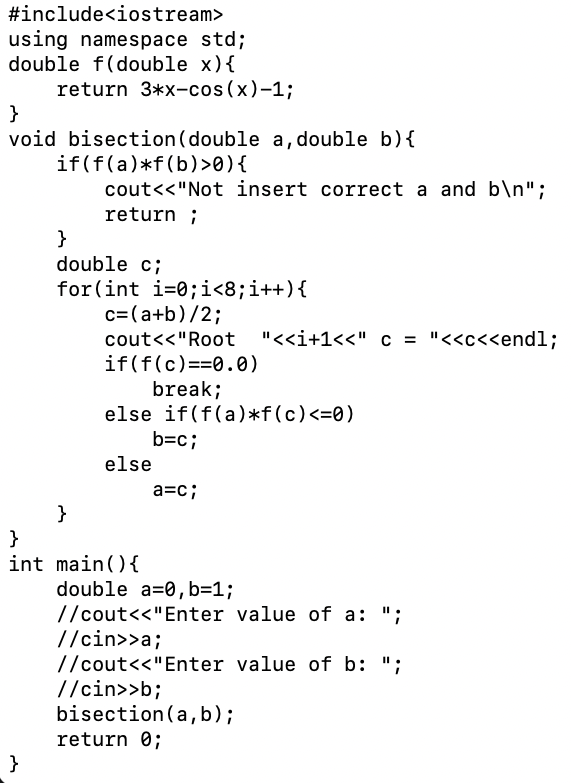 #include<iostream>
using namespace std;
double f(double x){
    return 3*x-cos(x)-1;
}
void bisection(double a,double b){
    if(f(a)*f(b)>0){
        cout<<"Not insert correct a and b\n";
        return ;
    }
    double c;
    for(int i=0;i<8;i++){
        c=(a+b)/2;
        cout<<"Root  "<<i+1<<" c = "<<c<<endl;
        if(f(c)==0.0)
            break;
        else if(f(a)*f(c)<=0)
            b=c;
        else
            a=c;
    }
}
int main(){
    double a=0,b=1;
    //cout<<"Enter value of a: ";
    //cin>>a;
    //cout<<"Enter value of b: ";
    //cin>>b;
    bisection(a,b);
    return 0;
}